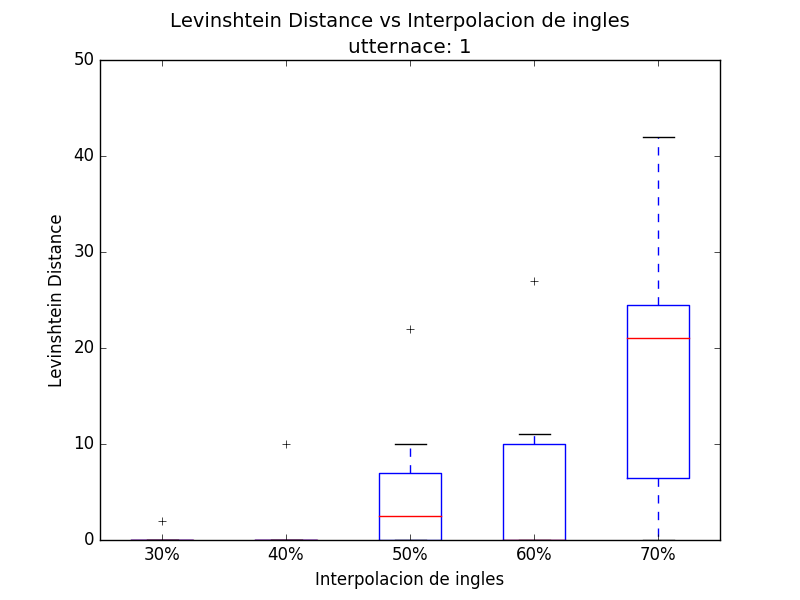 Levinshtein Distance vs Interpolacion de ingles
utternace: 1
50
40
30
20
10
0
Levinshtein Distance
30% 40% 50% 60% 70%
Interpolacion de ingles